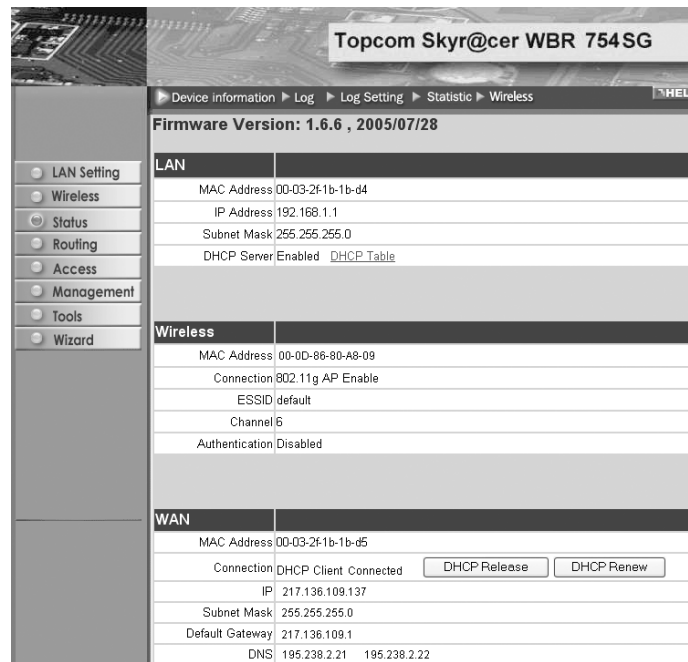 Topcom Skyr@cer WBR 754SG
Device information Log Log Setting Statistic Wireless HEL
Firmware Version: 1.6.6 , 2005/07/28
LAN Setting
Wireless
Status
Routing
Access
Management
Tools
Wizard
LAN
MAC Address 00-03-2f-1b-1b-d4
IP Address 192.168.1.1
Subnet Mask 255.255.255.0
DHCP Server Enabled DHCP Table
Wireless
MAC Address 00-0D-86-80-A8-09
Connection 802.11g AP Enable
ESSID default
Channel 6
Authentication Disabled
WAN
MAC Address 00-03-2f-1b-1b-d5
Connection DHCP Client Connected DHCP Release DHCP Renew
IP 217.136.109.137
Subnet Mask 255.255.255.0
Default Gateway 217.136.109.1
DNS 195.238.2.21 195.238.2.22